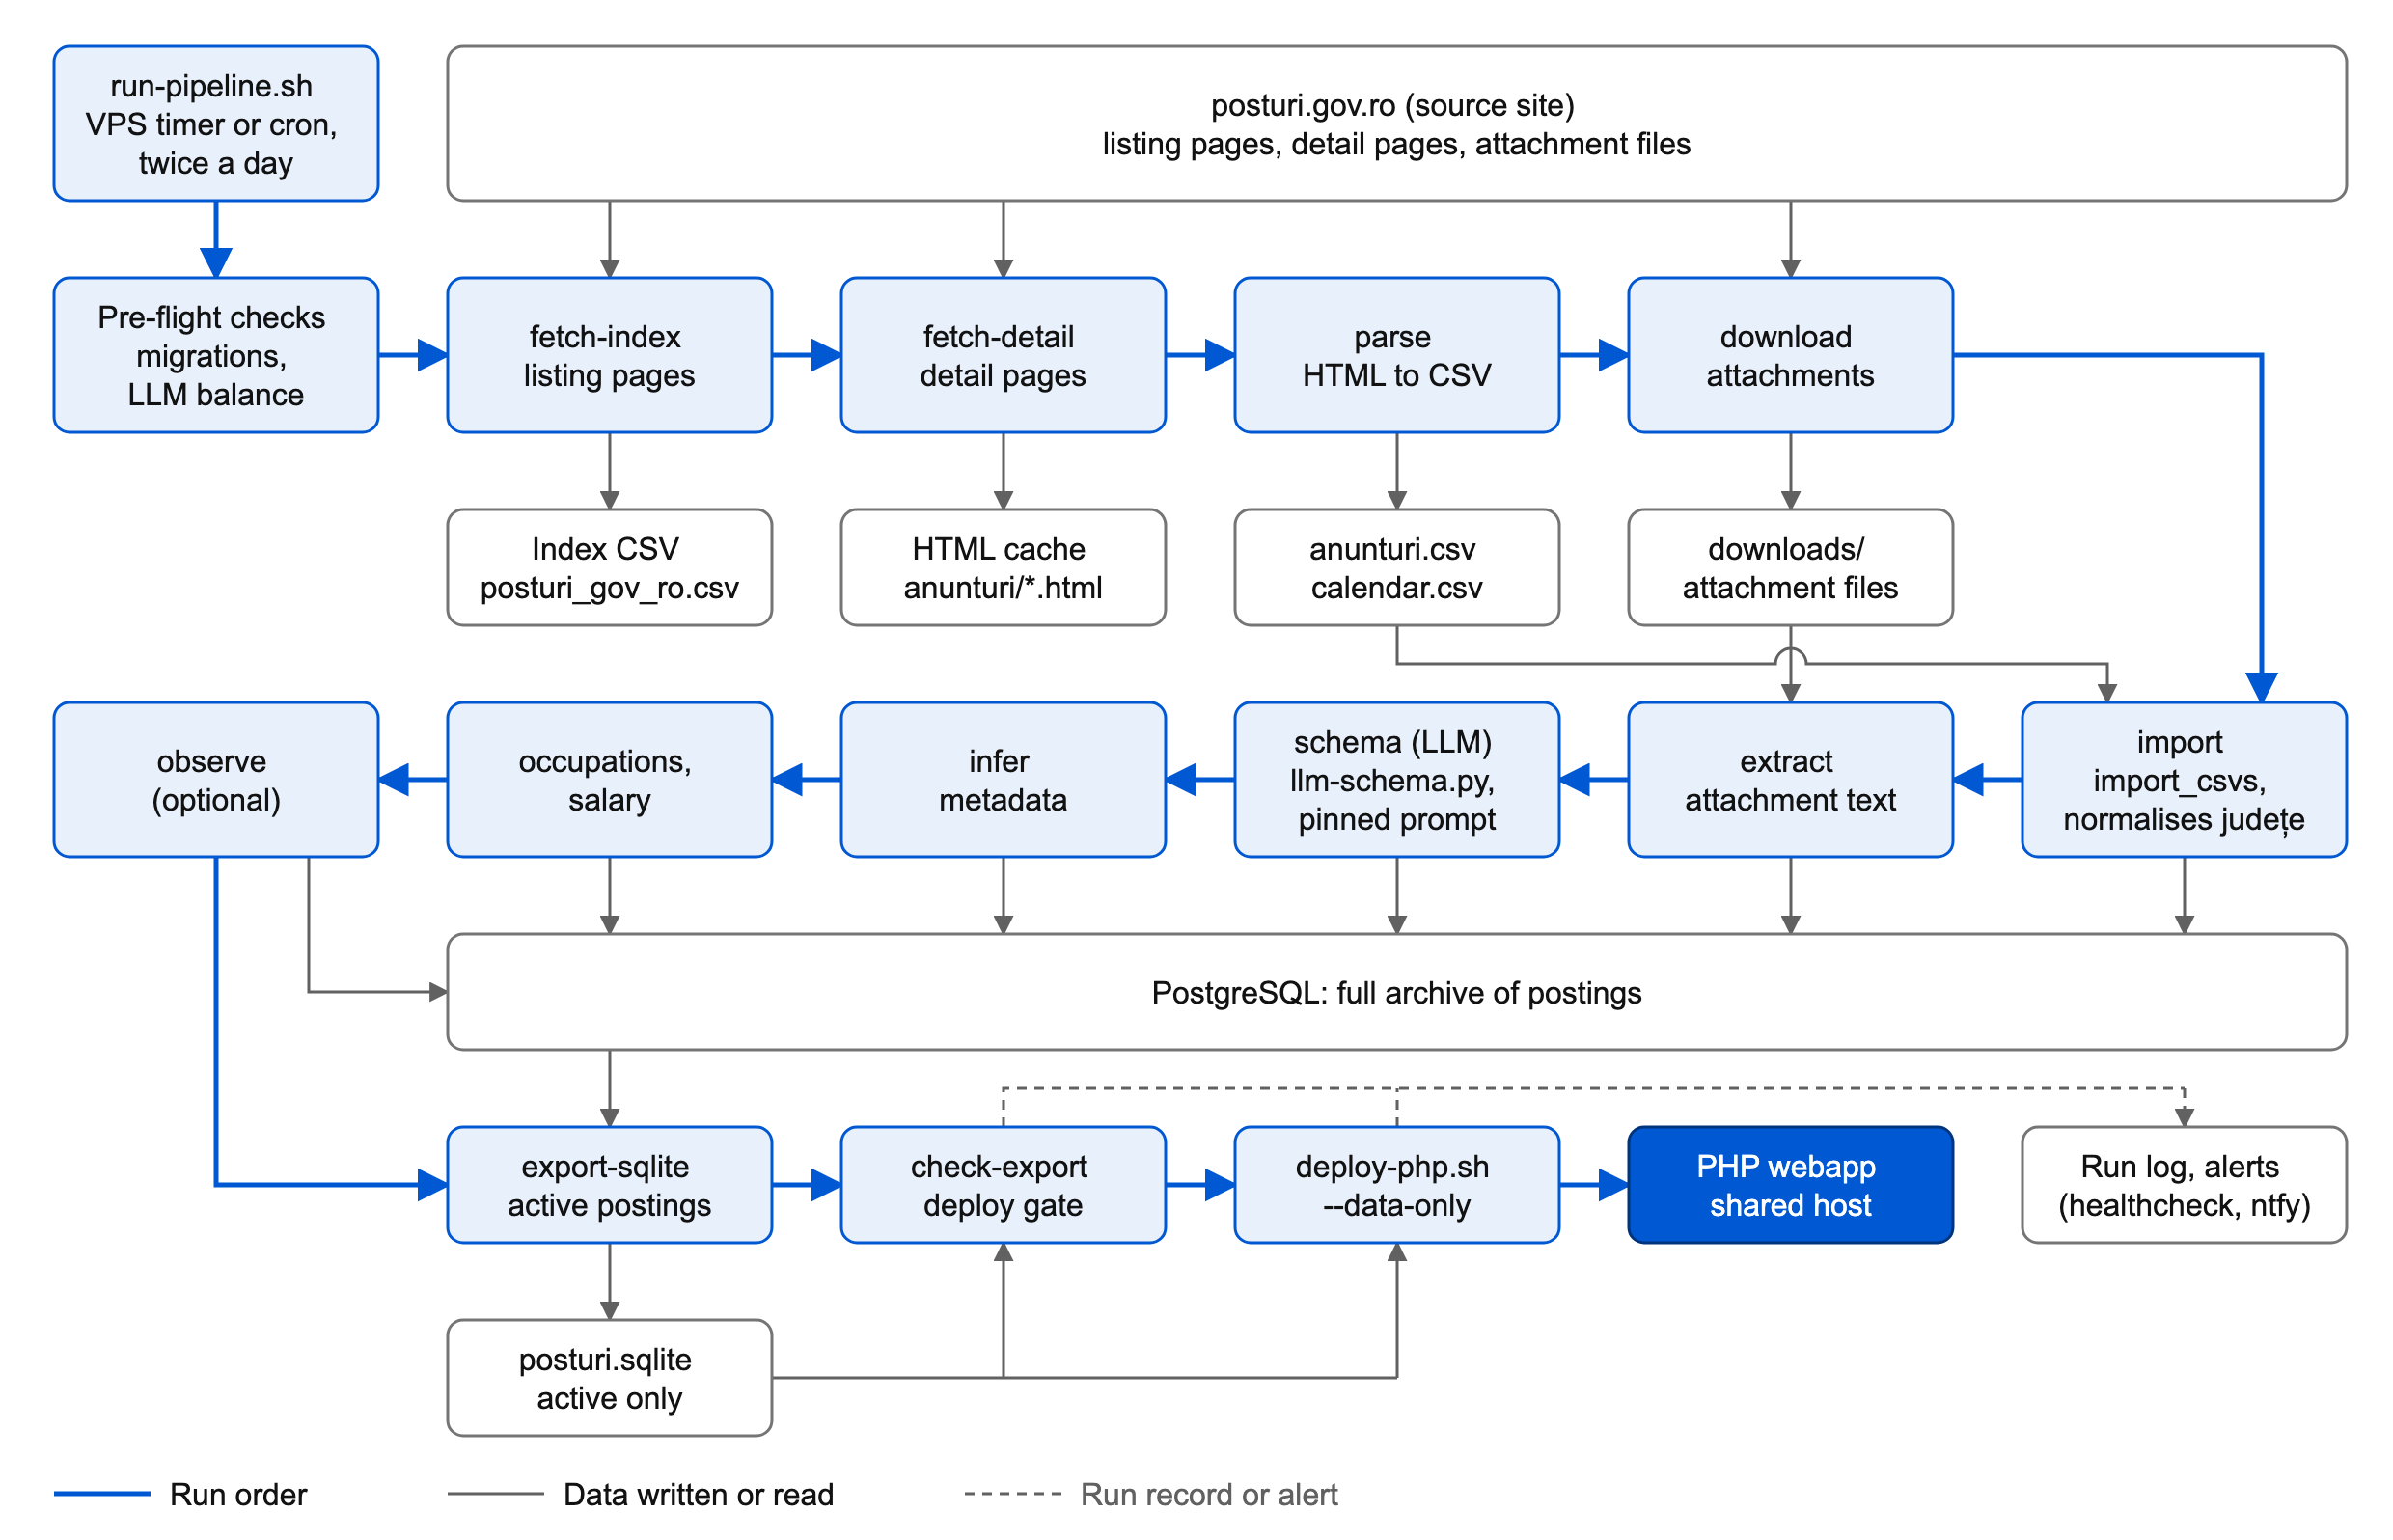 run-pipeline.sh
VPS timer or cron,
twice a day
posturi.gov.ro (source site)
listing pages, detail pages, attachment files
Pre-flight checks
migrations,
LLM balance
fetch-index
listing pages
fetch-detail
detail pages
parse
HTML to CSV
download
attachments
Index CSV
posturi_gov_ro.csv
HTML cache
anunturi/*.html
anunturi.csv
calendar.csv
downloads/
attachment files
observe
(optional)
occupations,
salary
infer
metadata
schema (LLM)
llm-schema.py,
pinned prompt
extract
attachment text
import
import_csvs,
normalises județe
PostgreSQL: full archive of postings
export-sqlite
active postings
check-export
deploy gate
deploy-php.sh
--data-only
PHP webapp
shared host
Run log, alerts
(healthcheck, ntfy)
posturi.sqlite
active only
Run order
Data written or read
Run record or alert